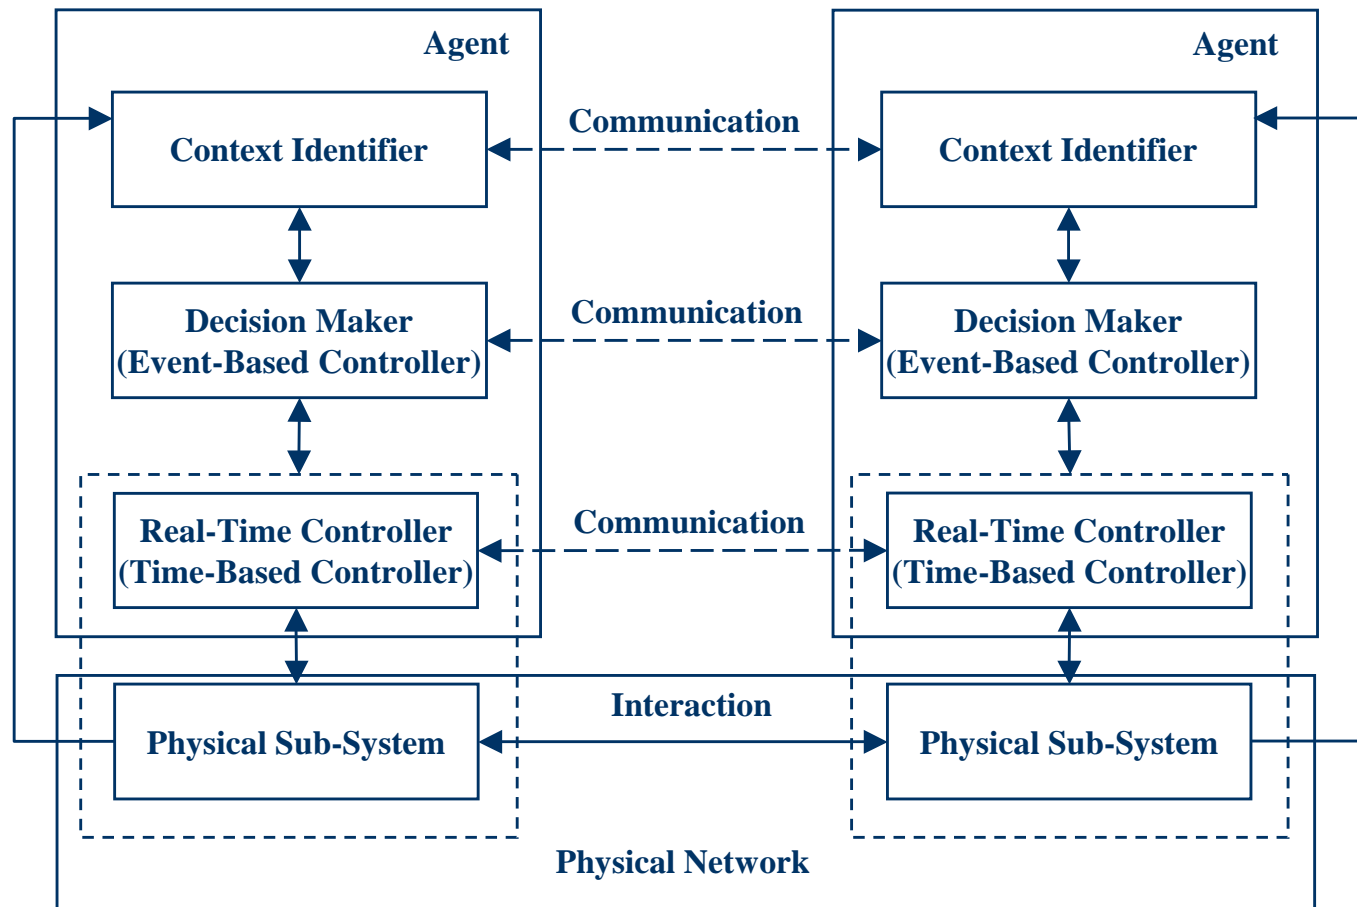 Agent
Agent
Communication
Context Identifier
Context Identifier
Communication
Decision Maker
(Event-Based Controller)
Decision Maker
(Event-Based Controller)
Communication
Real-Time Controller
(Time-Based Controller)
Real-Time Controller
(Time-Based Controller)
Interaction
Physical Sub-System
Physical Sub-System
Physical Network